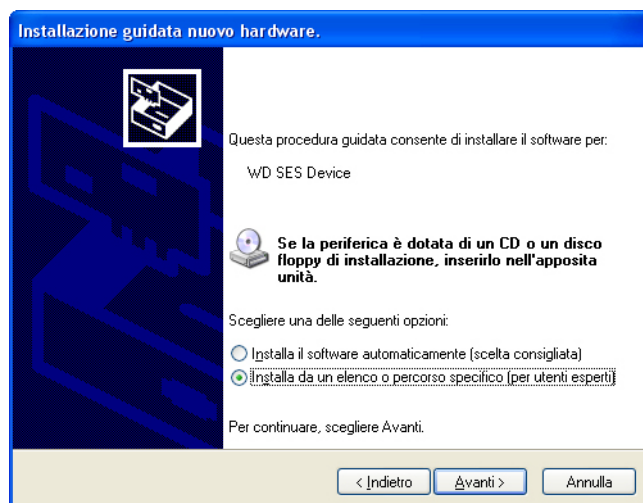 Installazione guidata nuovo hardware.
Questa procedura guidata consente di installare il software per:
WD SES Device
Se la periferica è dotata di un CD o un disco
floppy di installazione, inserirlo nell'apposita
unità.
Scegliere una delle seguenti opzioni:
Installa il software automaticamente (scelta consigliata)
Installa da un elenco o percorso specifico (per utenti esperti)
Per continuare, scegliere Avanti.
< Indietro Avanti > Annulla